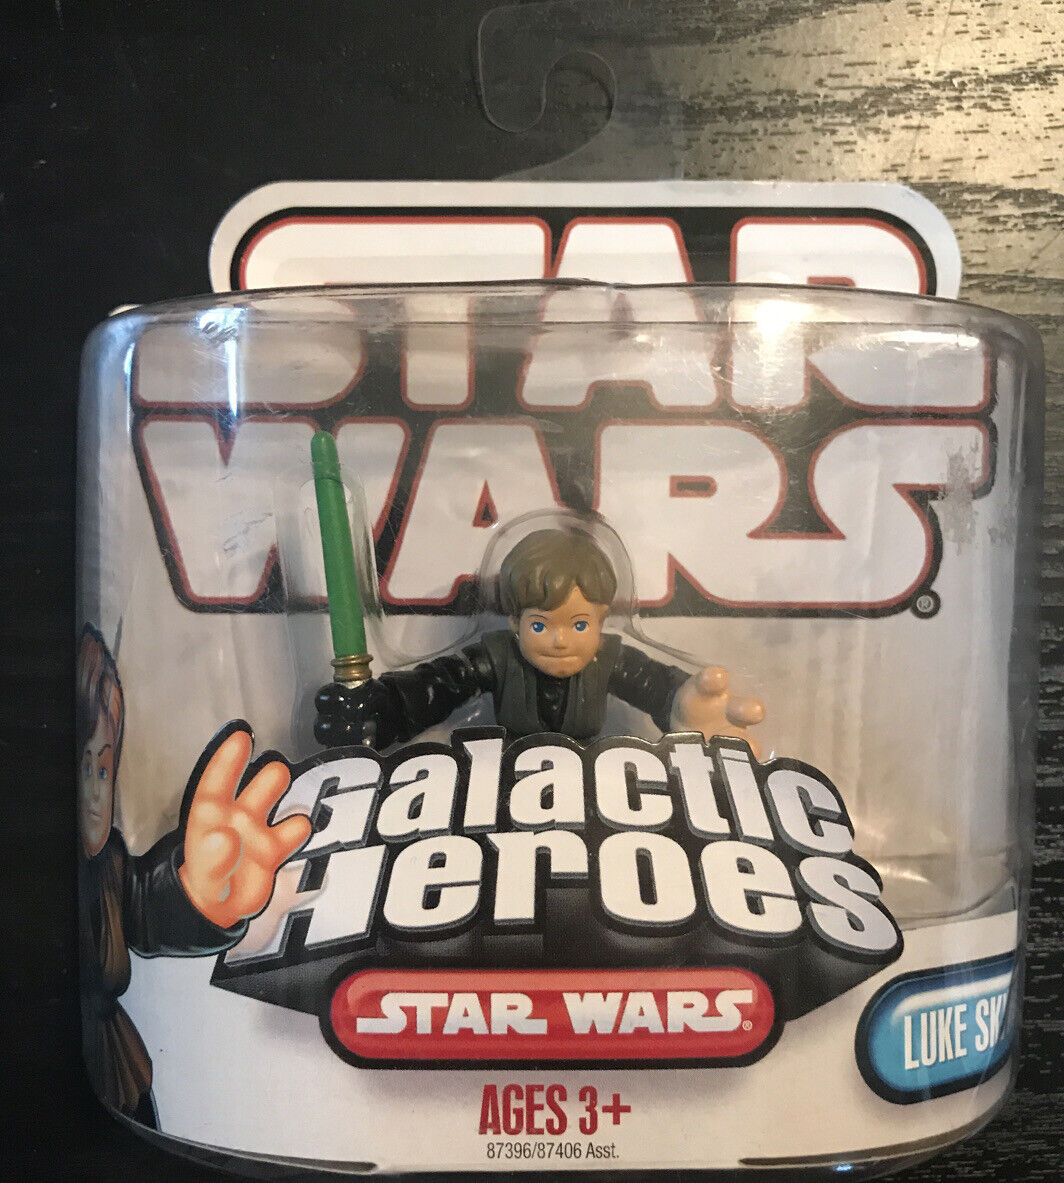 STAR
WARS®
Galactic
Heroes
STAR WARS®
LUKE SK
AGES 3+
87396/87406 Asst.